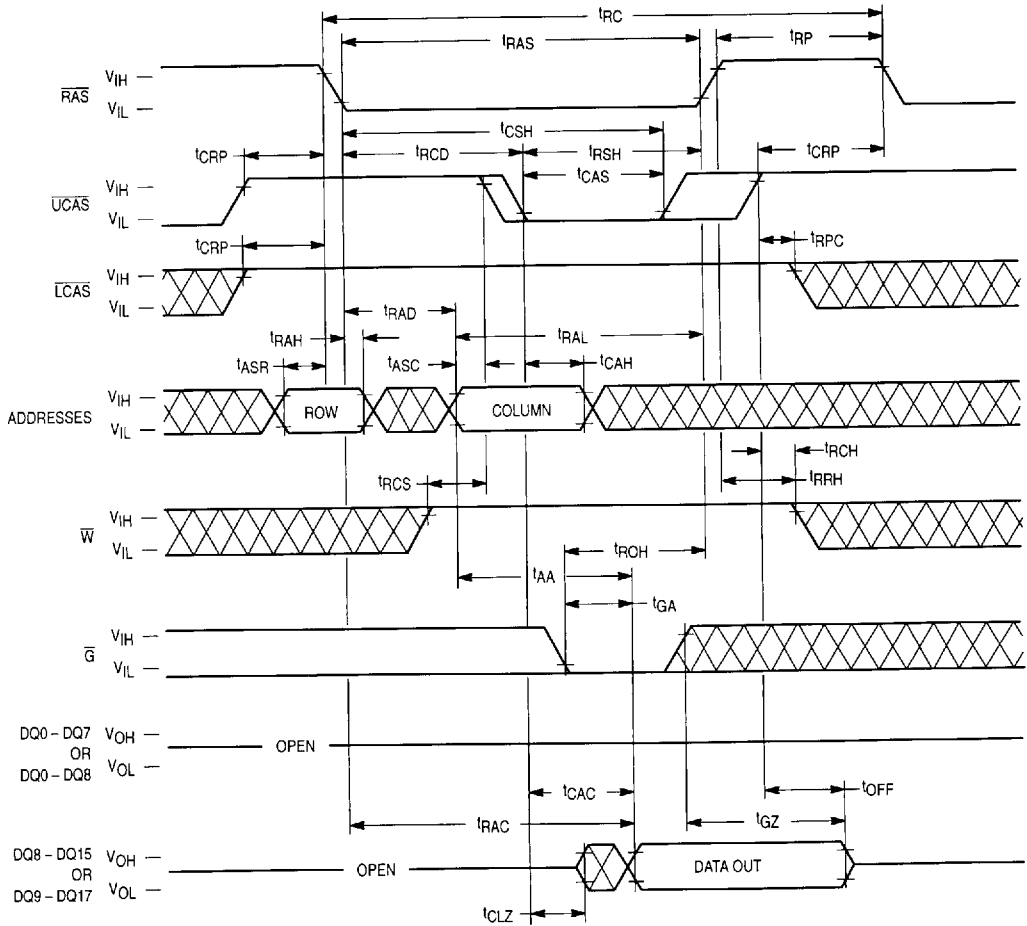 tRC
tRAS
tRP
RAS
VIH
VIL
tCSH
tCRP
tRCD
tRSH
tCRP
tCAS
UCAS
VIH
VIL
tCRP
tRPC
LCAS
VIH
VIL
tRAD
tRAH
tRAL
tASR
tASC
tCAH
ADDRESSES
VIH
VIL
ROW
COLUMN
tRCH
tRCS
tRRH
W
VIH
VIL
tROH
tAA
tGA
G
VIH
VIL
DQ0 – DQ7
OR
DQ0 – DQ8
VOH
VOL
OPEN
tCAC
tOFF
tRAC
tGZ
DQ8 – DQ15
OR
DQ9 – DQ17
VOH
VOL
OPEN
DATA OUT
tCLZ